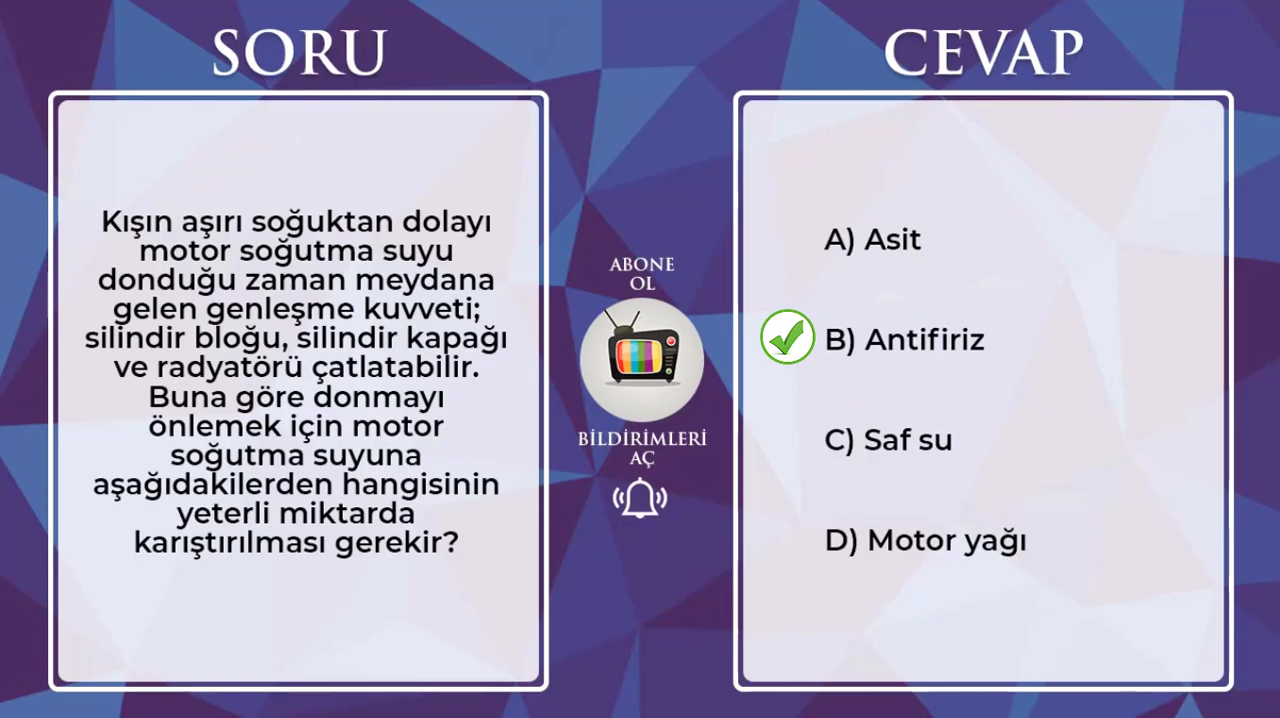 SORU
Kışın aşırı soğuktan dolayı
motor soğutma suyu
donduğu zaman meydana
gelen genleşme kuvveti;
silindir bloğu, silindir kapağı
ve radyatörü çatlatabilir.
Buna göre donmayı
önlemek için motor
soğutma suyuna
aşağıdakilerden hangisinin
yeterli miktarda
karıştırılması gerekir?
ABONE
OL
BİLDİRİMLERİ
AÇ
CEVAP
A) Asit
B) Antifiriz
C) Saf su
D) Motor yağı